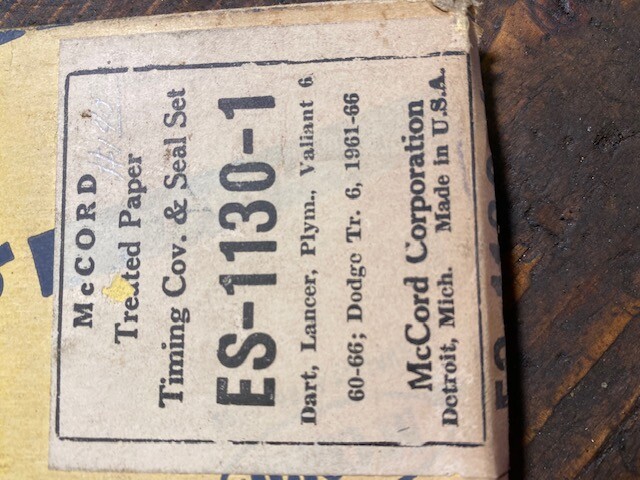 McCORD
Treated Paper
Timing Cov. & Seal Set
ES-1130-1
Dart, Lancer, Plym., Valiant 6
60-66; Dodge Tr. 6, 1961-66
McCord Corporation
Detroit, Mich. Made in U.S.A.